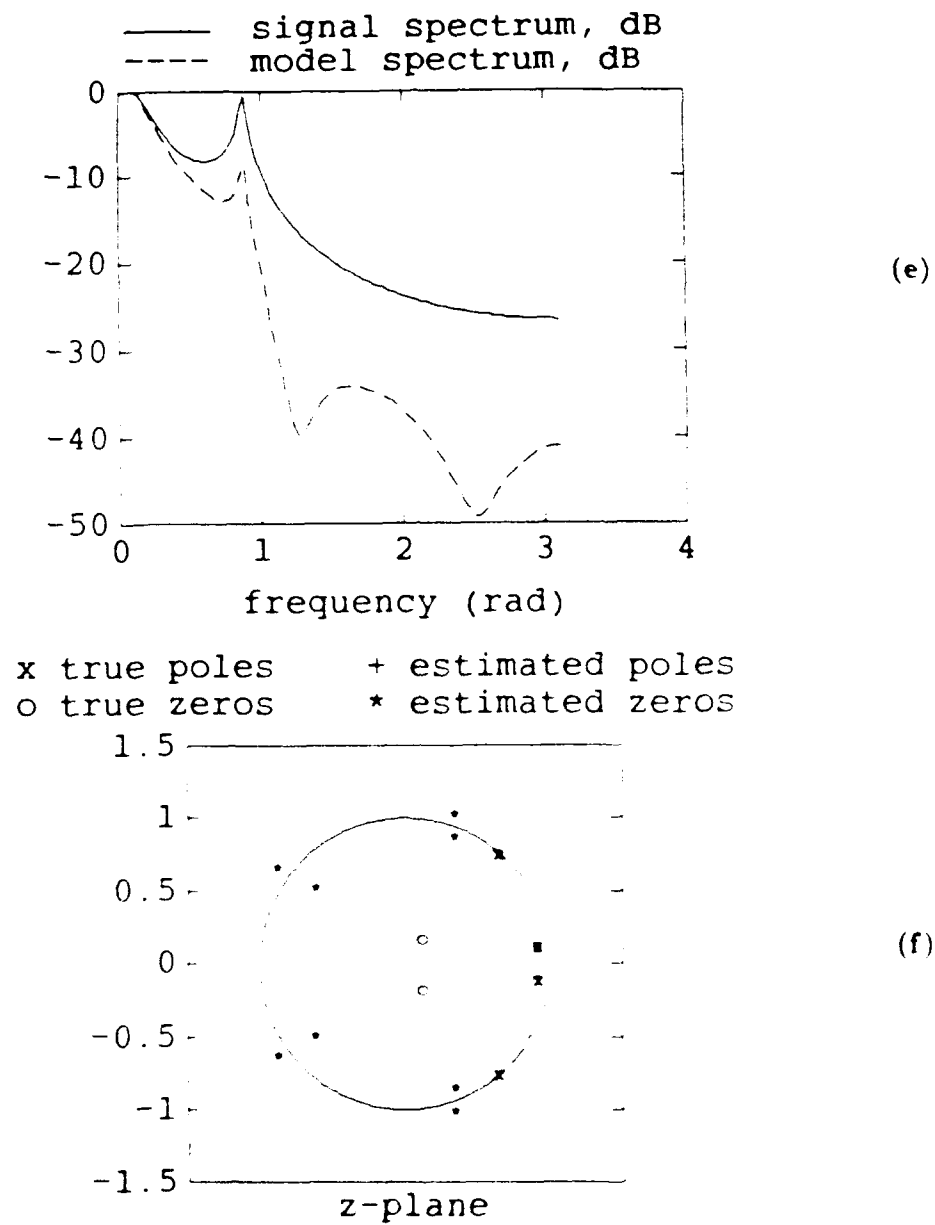 signal spectrum, dB
model spectrum, dB
0
-10
-20
-30
-40
-50
0 1 2 3 4
frequency (rad)
(e)
x true poles + estimated poles
o true zeros * estimated zeros
1.5
1
0.5
0
-0.5
-1
-1.5
z-plane
(f)